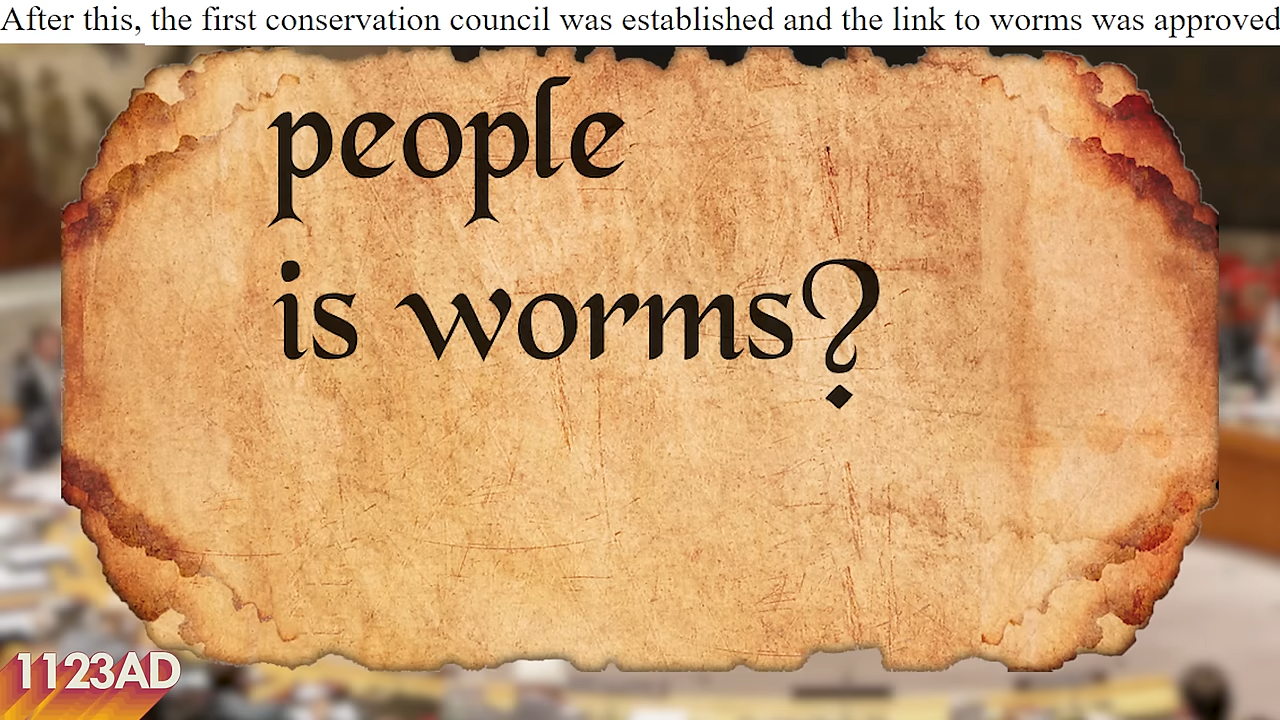 After this, the first conservation council was established and the link to worms was approved
people
is worms?
1123AD